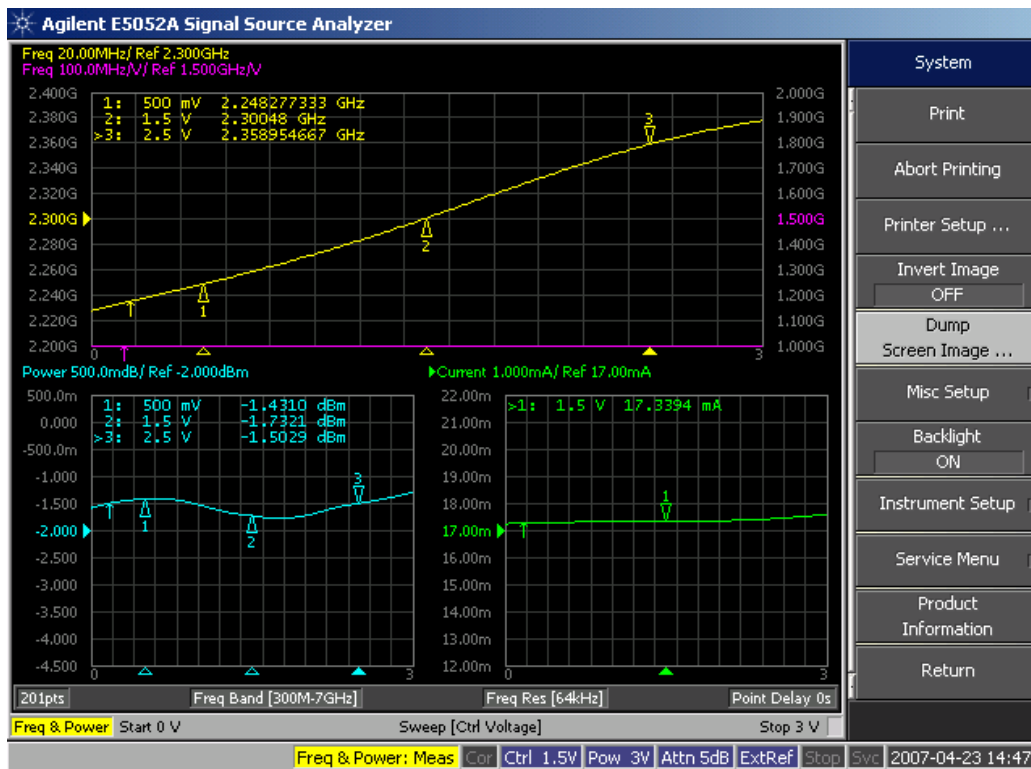 Agilent E5052A Signal Source Analyzer
Freq 20.00MHz/ Ref 2.300GHz
Freq 100.0MHz/V/ Ref 1.500GHz/V
2.400G
2.380G
2.360G
2.340G
2.320G
2.300G
2.280G
2.260G
2.240G
2.220G
2.200G
1: 500 mV 2.248277333 GHz
2: 1.5 V 2.30048 GHz
>3: 2.5 V 2.358954667 GHz
1
2
3
2.000G
1.900G
1.800G
1.700G
1.600G
1.500G
1.400G
1.300G
1.200G
1.100G
1.000G
0
3
Power 500.0mdB/ Ref -2.000dBm
500.0m
0.000
-500.0m
-1.000
-1.500
-2.000
-2.500
-3.000
-3.500
-4.000
-4.500
1: 500 mV -1.4310 dBm
2: 1.5 V -1.7321 dBm
>3: 2.5 V -1.5029 dBm
1
2
3
0
3
Current 1.000mA/ Ref 17.00mA
22.00m
21.00m
20.00m
19.00m
18.00m
17.00m
16.00m
15.00m
14.00m
13.00m
12.00m
>1: 1.5 V 17.3394 mA
1
0
3
201pts
Freq Band [300M-7GHz]
Freq Res [64kHz]
Point Delay 0s
Freq & Power Start 0 V
Sweep [Ctrl Voltage]
Stop 3 V
System
Print
Abort Printing
Printer Setup ...
Invert Image
OFF
Dump
Screen Image ...
Misc Setup
Backlight
ON
Instrument Setup
Service Menu
Product
Information
Return
Freq & Power: Meas Cor Ctrl 1.5V Pow 3V Attn 5dB ExtRef Stop Svc 2007-04-23 14:47